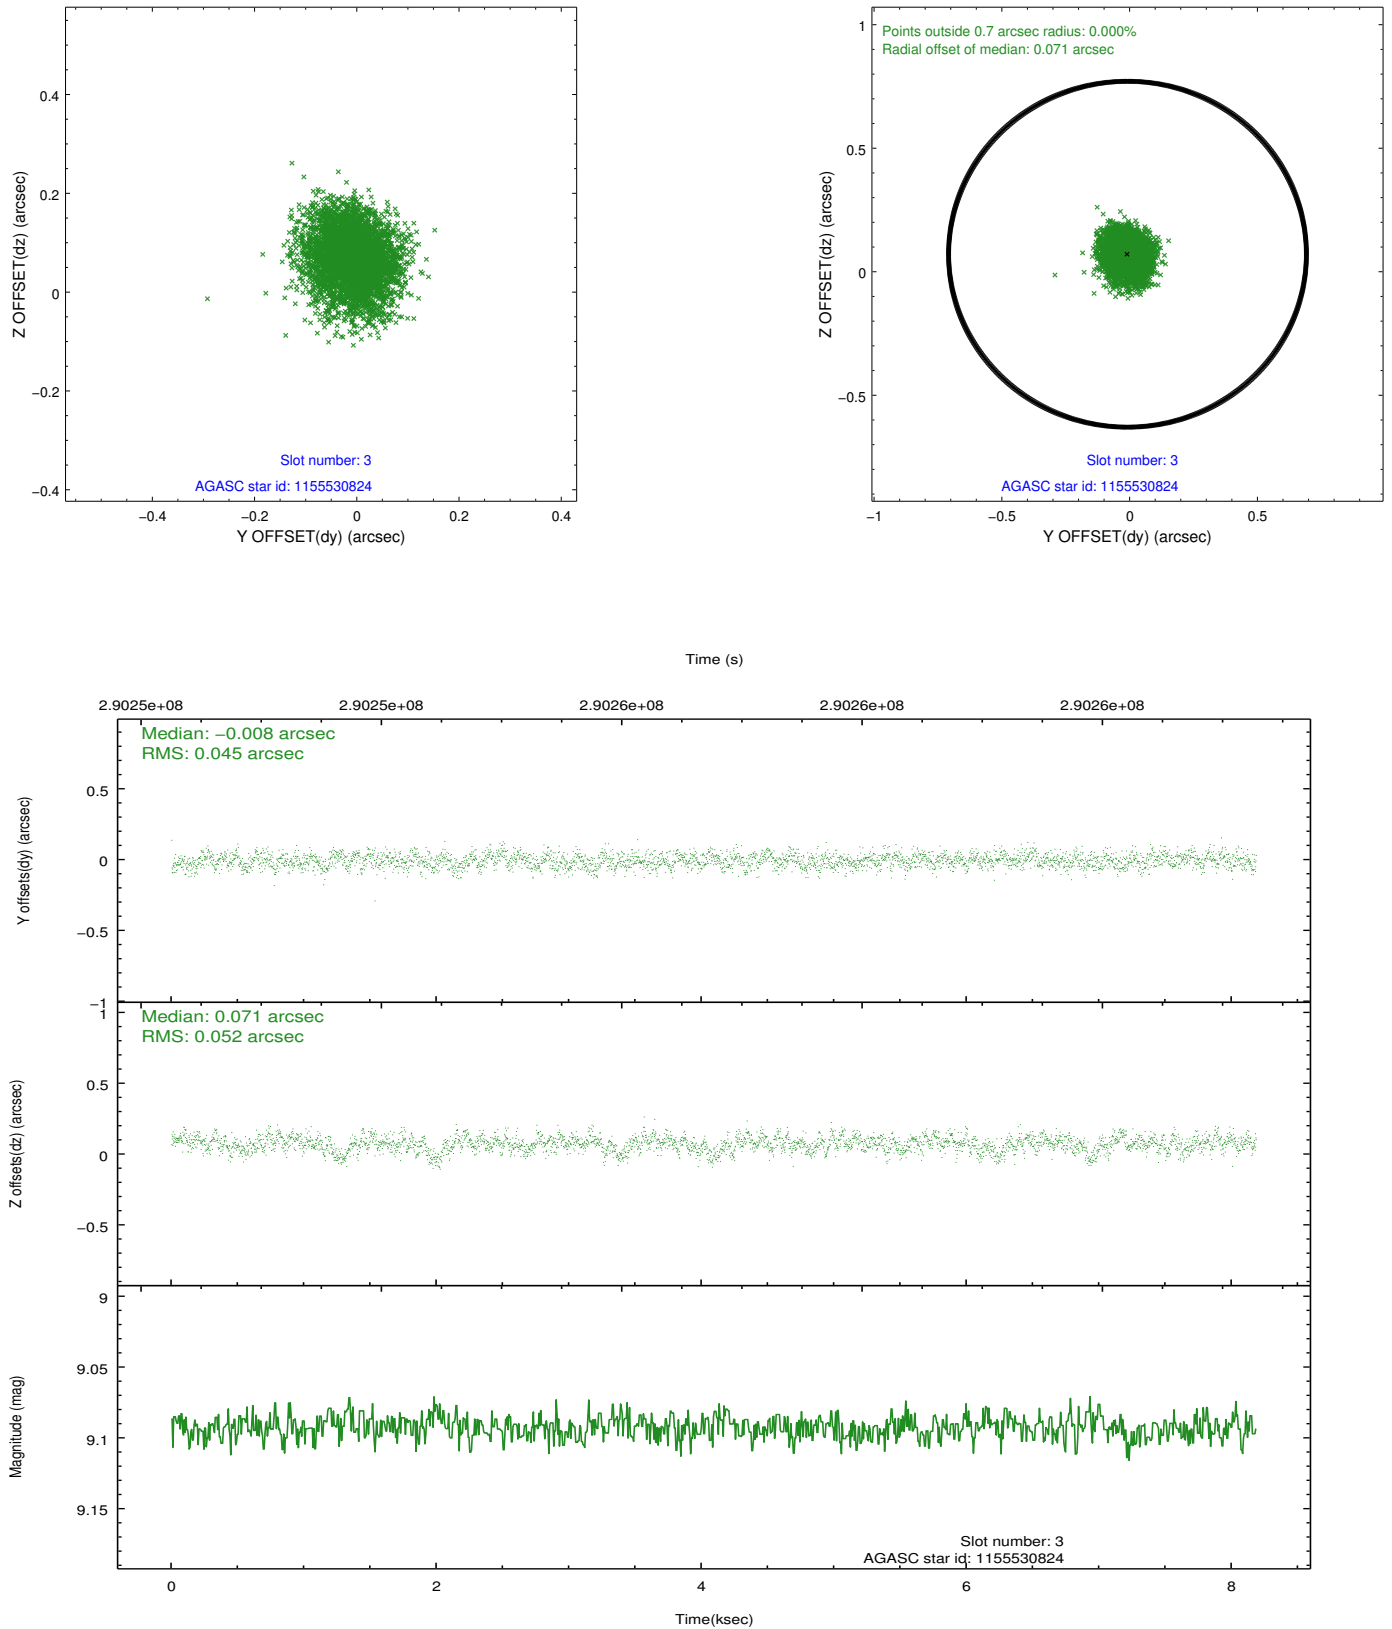 0.4
0.2
0
−0.2
−0.4
Z OFFSET(dz) (arcsec)
Slot number: 3
AGASC star id: 1155530824
−0.4 −0.2 0 0.2 0.4
Y OFFSET(dy) (arcsec)
Points outside 0.7 arcsec radius: 0.000%
Radial offset of median: 0.071 arcsec
1
0.5
0
−0.5
Z OFFSET(dz) (arcsec)
Slot number: 3
AGASC star id: 1155530824
−1 −0.5 0 0.5
Y OFFSET(dy) (arcsec)
Time (s)
2.9025e+08 2.9025e+08 2.9026e+08 2.9026e+08 2.9026e+08
Median: −0.008 arcsec
RMS: 0.045 arcsec
0.5
0
−0.5
−1
Y offsets(dy) (arcsec)
Median: 0.071 arcsec
RMS: 0.052 arcsec
1
0.5
0
−0.5
Z offsets(dz) (arcsec)
9
9.05
9.1
9.15
Magnitude (mag)
Slot number: 3
AGASC star id: 1155530824
0 2 4 6 8
Time(ksec)